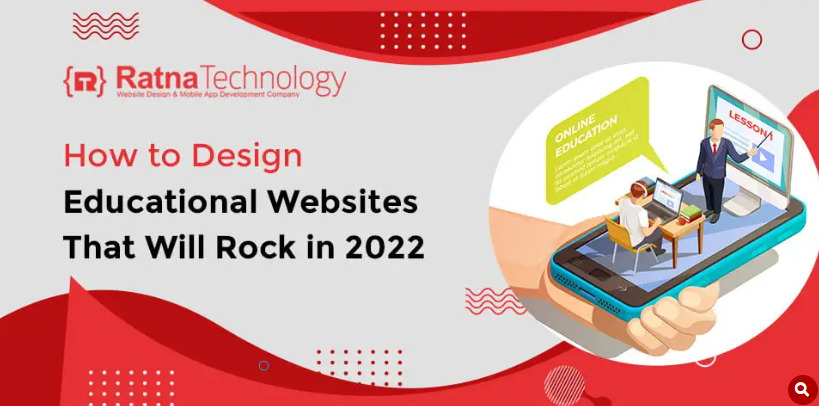 {R} RatnaTechnology
Website Design & Mobile App Development Company
How to Design
Educational Websites
That Will Rock in 2022
ONLINE
EDUCATION
LESSON 1